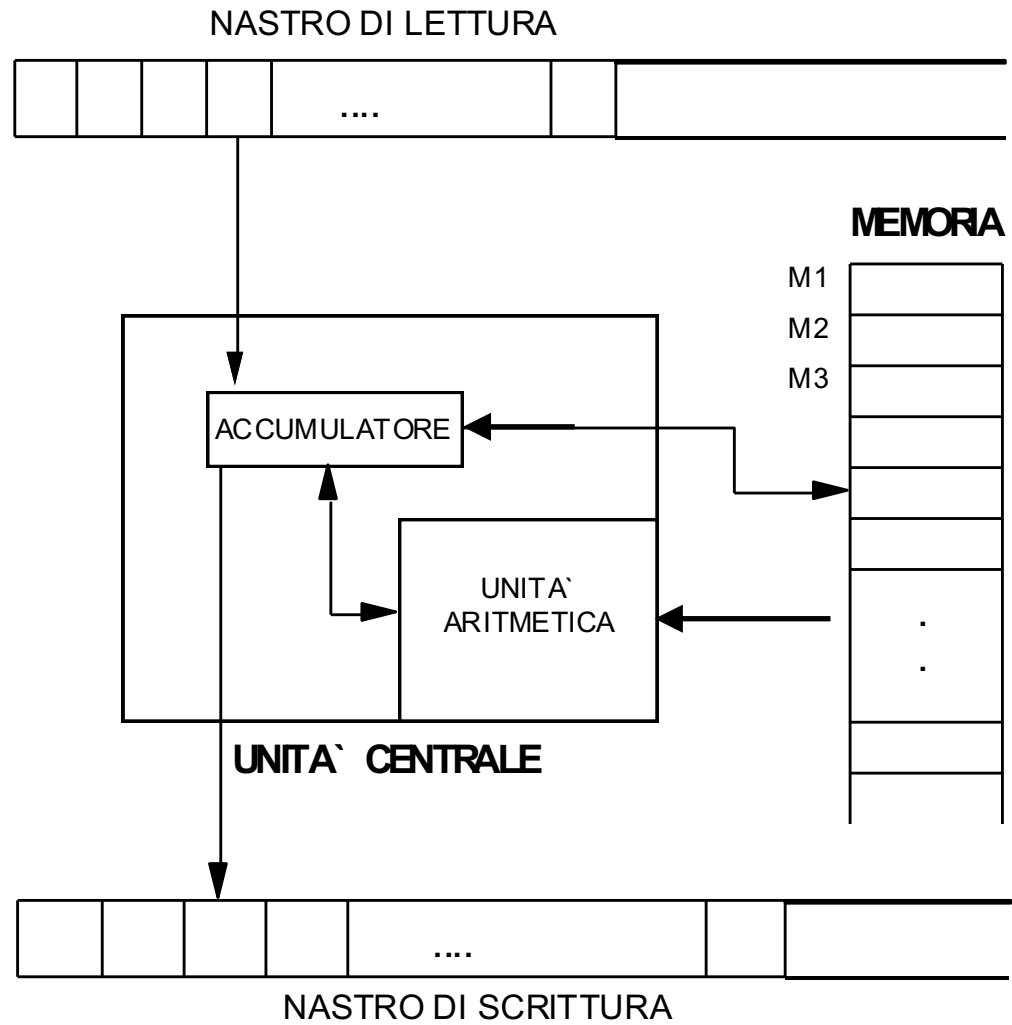 NASTRO DI LETTURA
....
MEMORIA
M1
M2
M3
ACCUMULATORE
UNITA`
ARITMETICA
.
.
UNITA` CENTRALE
....
NASTRO DI SCRITTURA